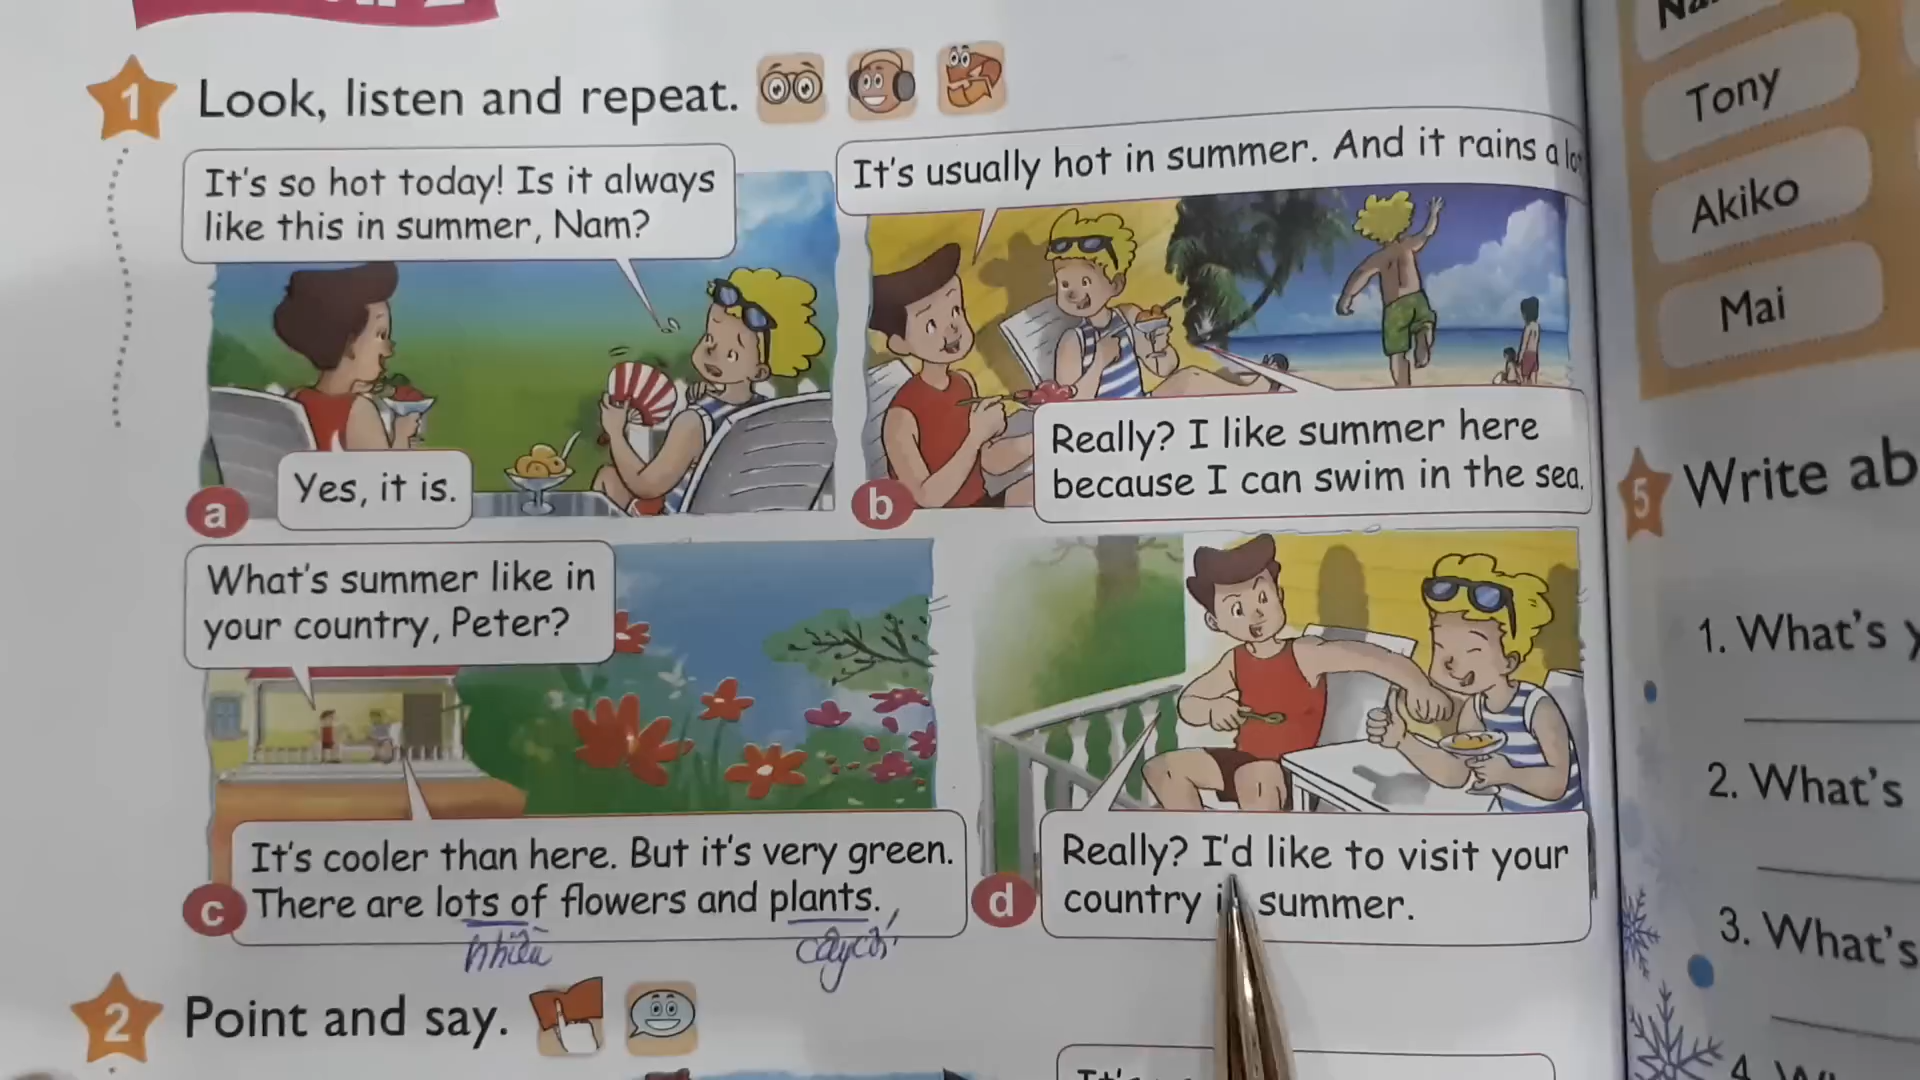 1 Look, listen and repeat.
It's so hot today! Is it always
like this in summer, Nam?
Yes, it is.
a
It's usually hot in summer. And it rains a
Really? I like summer here
because I can swim in the sea.
b
What's summer like in
your country, Peter?
It's cooler than here. But it's very green.
There are lots of flowers and plants.
nhiều
cây cối
c
Really? I'd like to visit your
country summer.
d
2 Point and say.
Tony
Akiko
Mai
5 Write
1. What's
2. What's
3. What's
4.